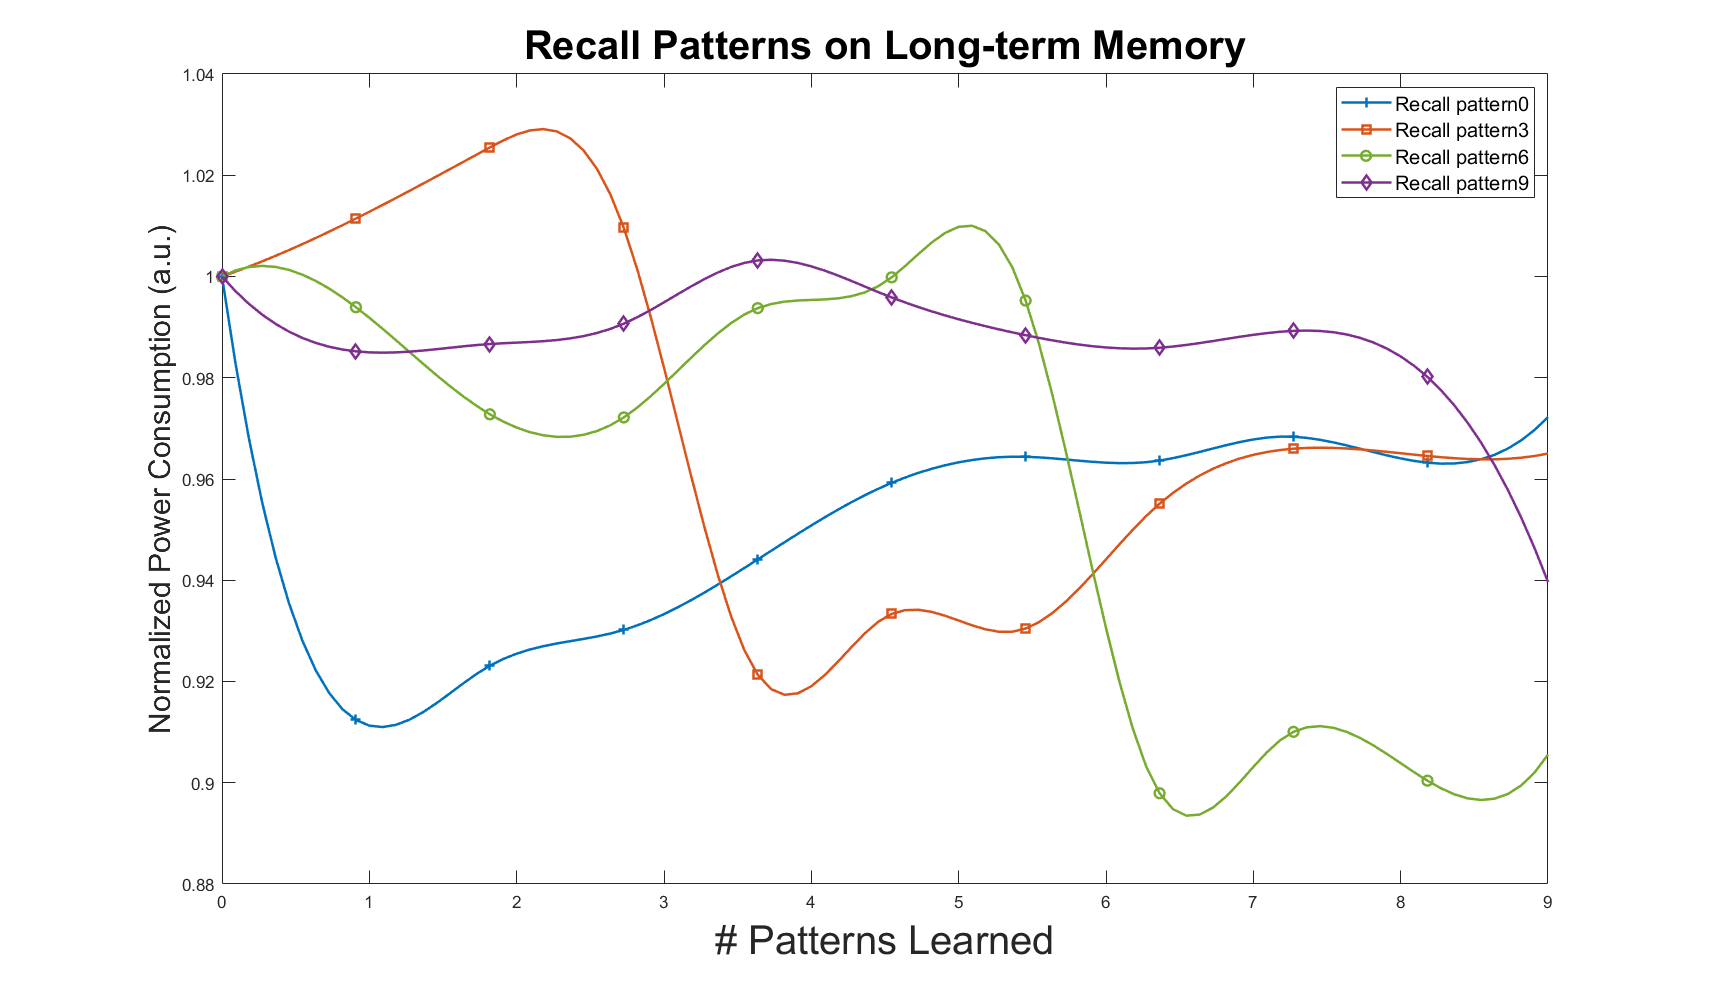 Recall Patterns on Long-term Memory
Normalized Power Consumption (a.u.)
1.04
1.02
1
0.98
0.96
0.94
0.92
0.9
0.88
Recall pattern0
Recall pattern3
Recall pattern6
Recall pattern9
0 1 2 3 4 5 6 7 8 9
# Patterns Learned